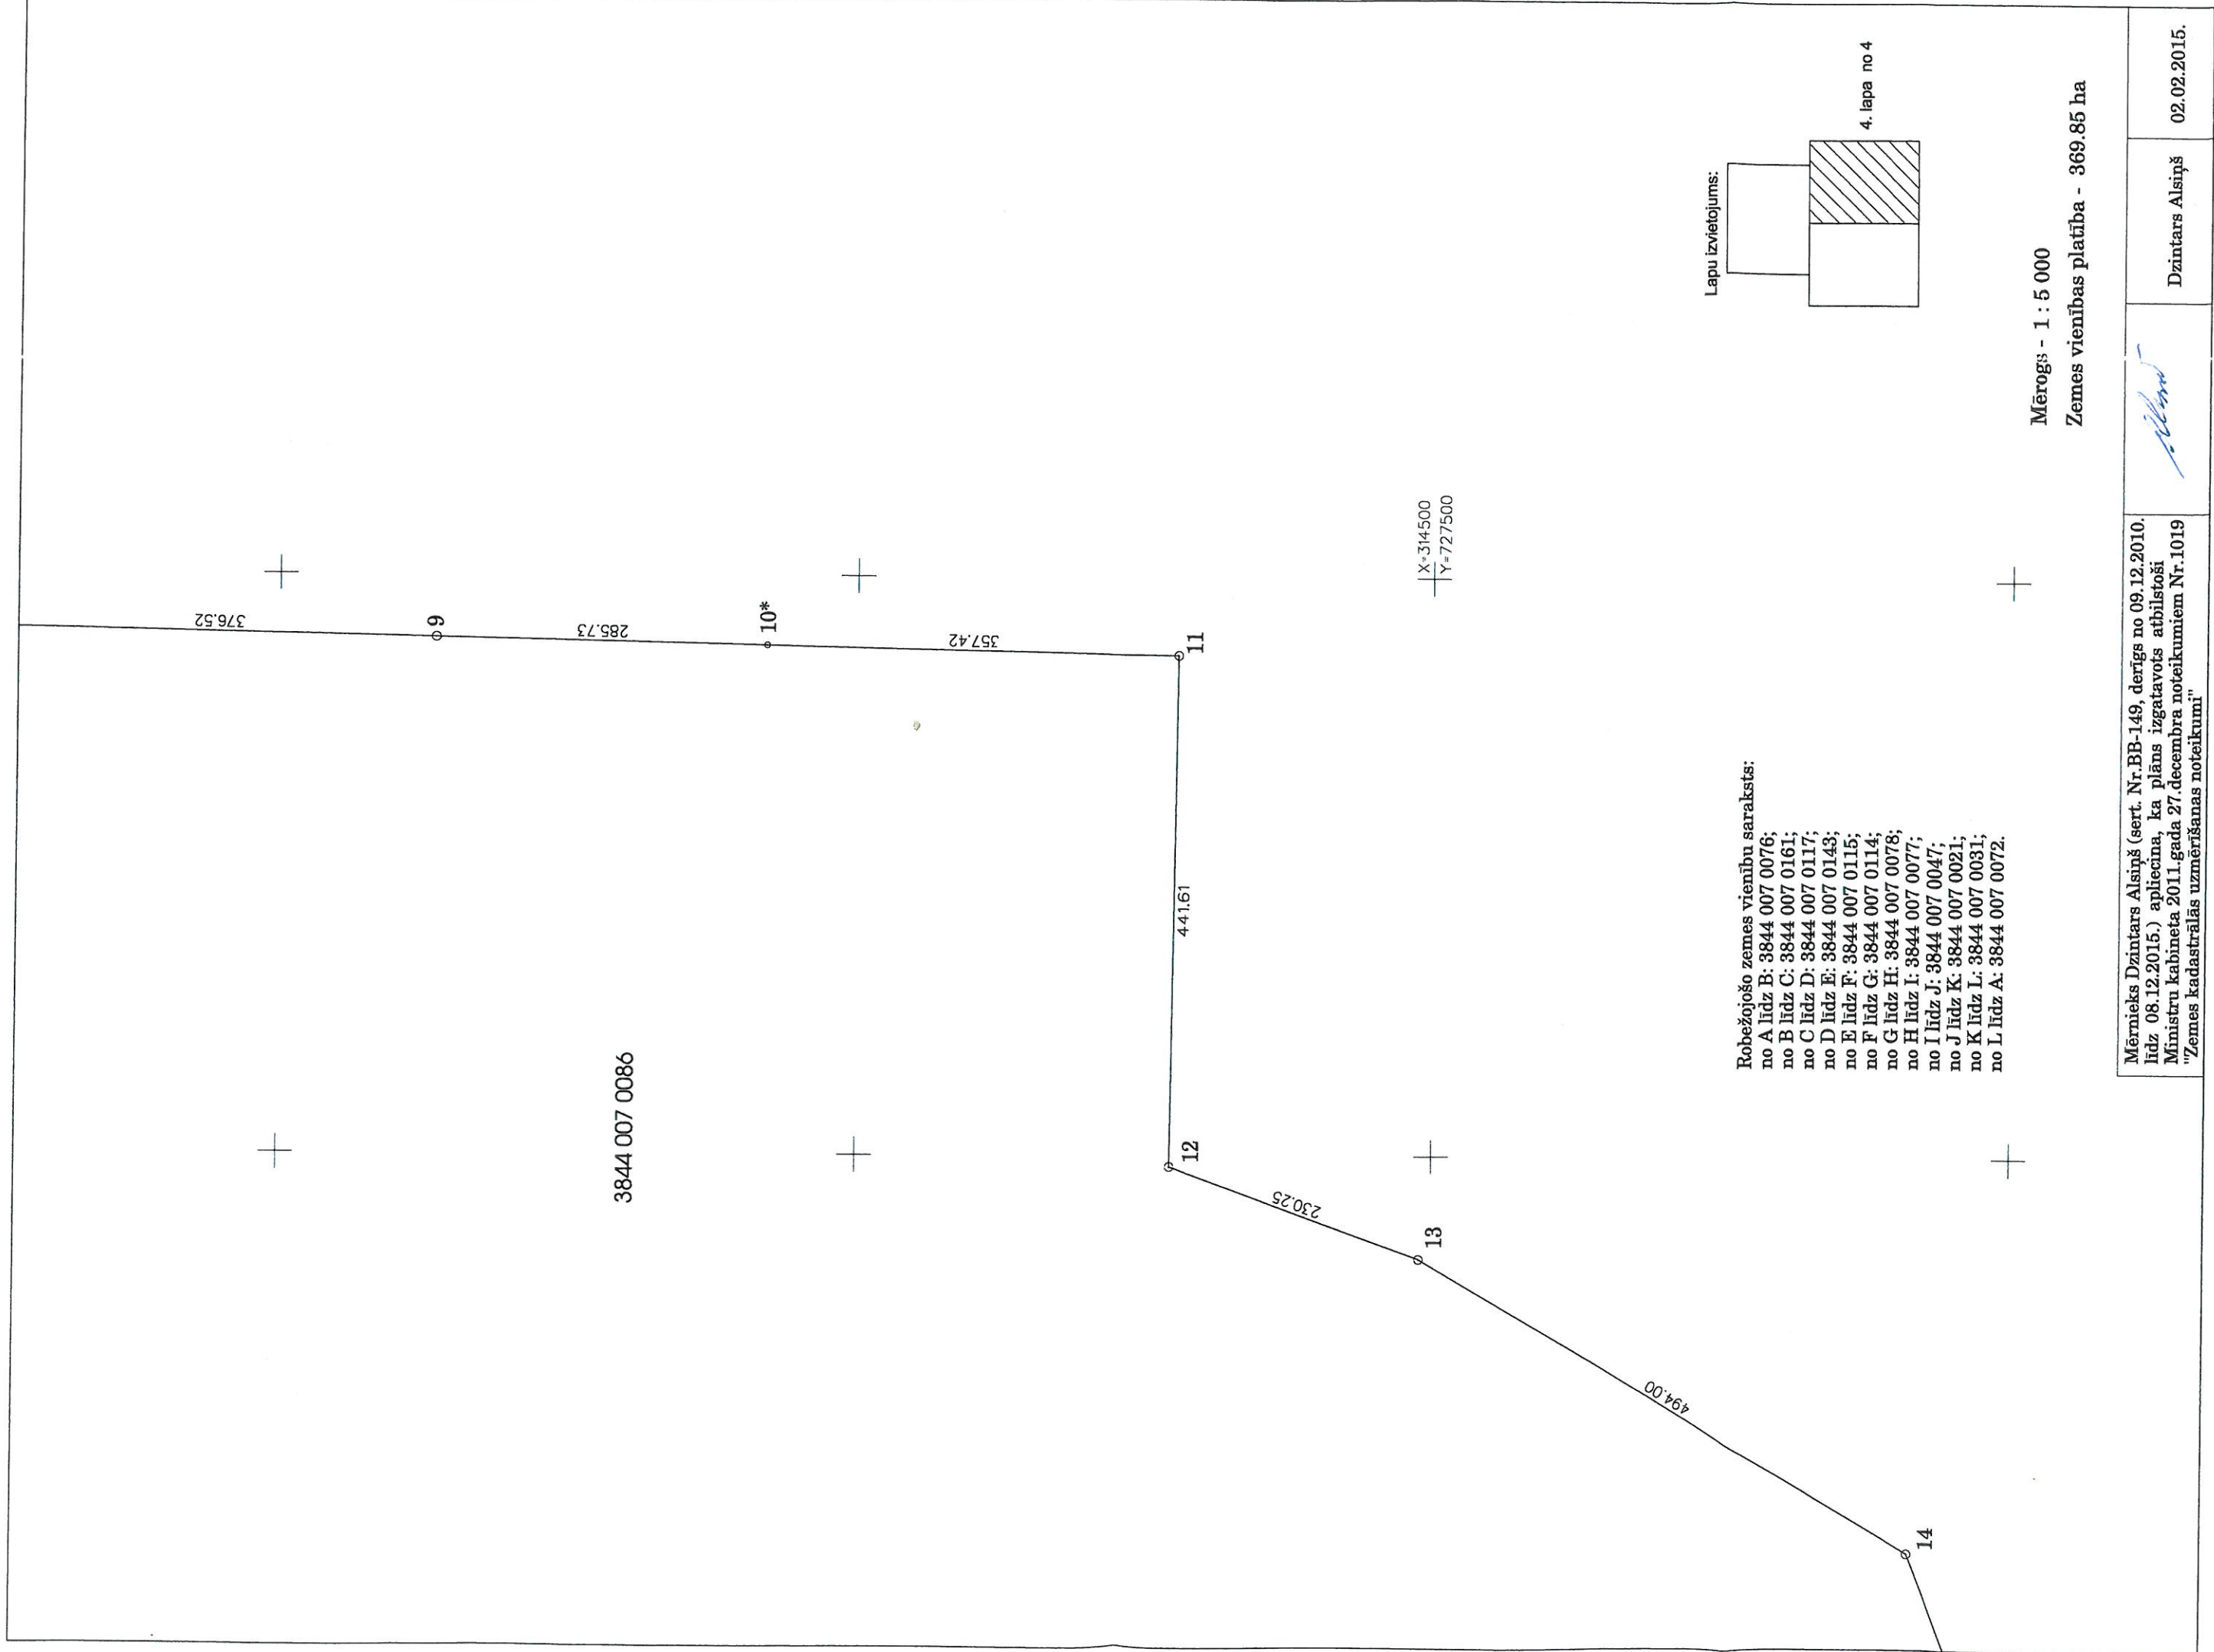 376.52
9
285.73
10*
357.42
11
441.61
12
230.25
13
494.00
14
3844 007 0086
X=314500
Y=727500
Lapu izvietojums:
4. lapa no 4
Robežojošo zemes vienību saraksts:
no A līdz B: 3844 007 0076;
no B līdz C: 3844 007 0161;
no C līdz D: 3844 007 0117;
no D līdz E: 3844 007 0143;
no E līdz F: 3844 007 0115;
no F līdz G: 3844 007 0114;
no G līdz H: 3844 007 0078;
no H līdz I: 3844 007 0077;
no I līdz J: 3844 007 0047;
no J līdz K: 3844 007 0021;
no K līdz L: 3844 007 0031;
no L līdz A: 3844 007 0072.
Mērogs - 1 : 5 000
Zemes vienības platība - 369.85 ha
Mērnieks Dzintars Alsiņš (sert. Nr.BB-149, derīgs no 09.12.2010.
līdz 08.12.2015.) apliecina, ka plāns izgatavots atbilstoši
Ministru kabineta 2011.gada 27.decembra noteikumiem Nr.1019
"Zemes kadastrālās uzmērīšanas noteikumi"
Dzintars Alsiņš
02.02.2015.